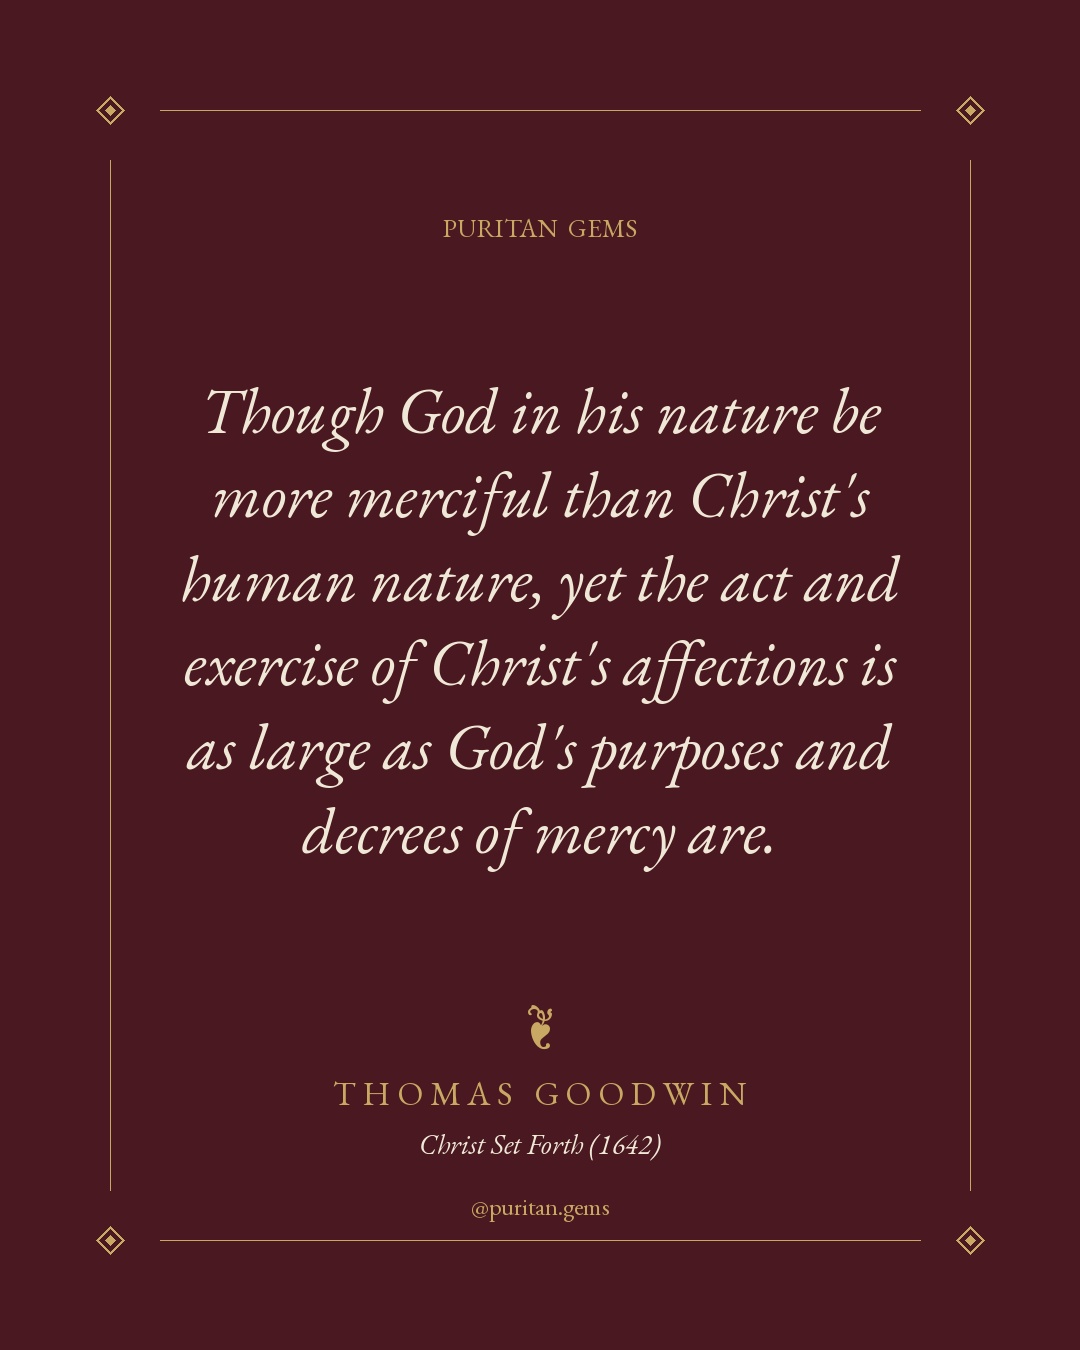 PURITAN GEMS
Though God in his nature be
more merciful than Christ's
human nature, yet the act and
exercise of Christ's affections is
as large as God's purposes and
decrees of mercy are.
THOMAS GOODWIN
Christ Set Forth (1642)
@puritan.gems